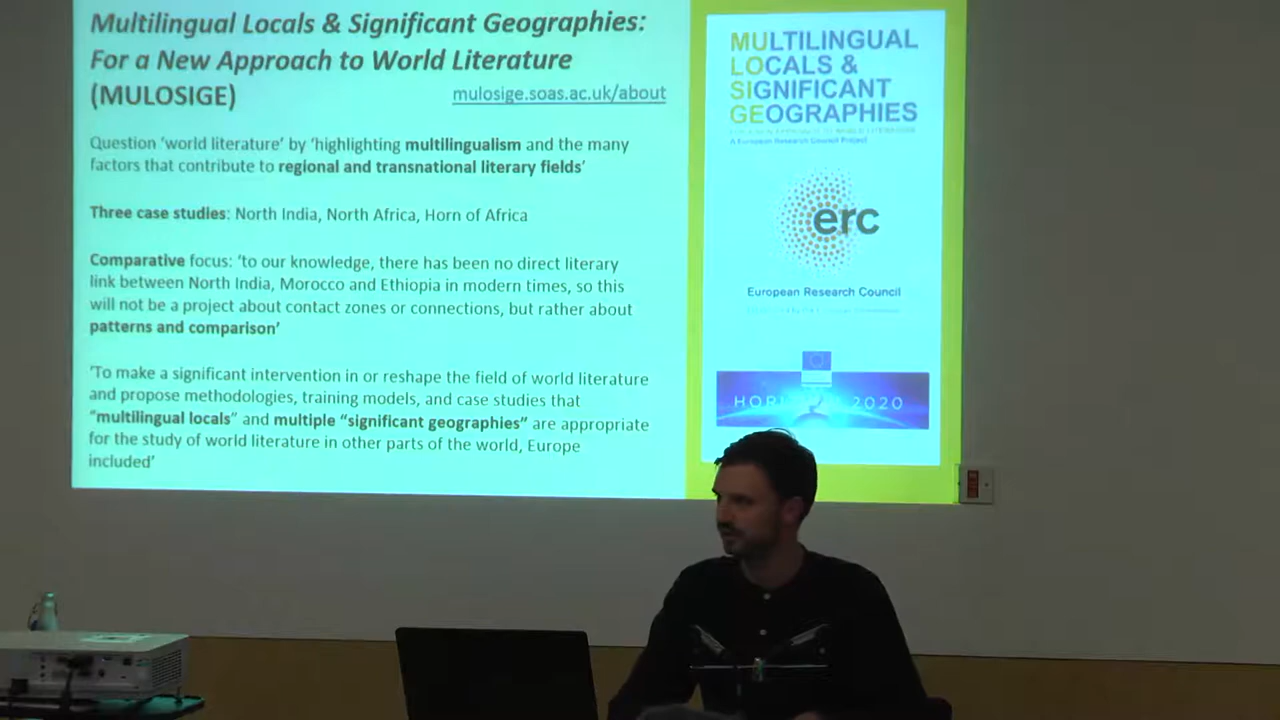 Multilingual Locals & Significant Geographies:
For a New Approach to World Literature
(MULOSIGE)
mulosige.soas.ac.uk/about
Question ‘world literature’ by ‘highlighting multilingualism and the many
factors that contribute to regional and transnational literary fields’
Three case studies: North India, North Africa, Horn of Africa
Comparative focus: ‘to our knowledge, there has been no direct literary
link between North India, Morocco and Ethiopia in modern times, so this
will not be a project about contact zones or connections, but rather about
patterns and comparison’
‘To make a significant intervention in or reshape the field of world literature
and propose methodologies, training models, and case studies that
“multilingual locals” and multiple “significant geographies” are appropriate
for the study of world literature in other parts of the world, Europe
included’
MULTILINGUAL
LOCALS &
SIGNIFICANT
GEOGRAPHIES
A European Research Council Project
erc
European Research Council
2020